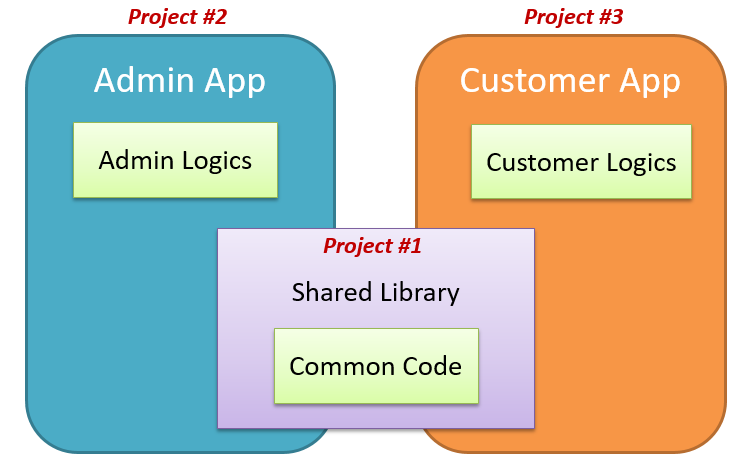 Project #2
Project #3
Admin App
Customer App
Admin Logics
Customer Logics
Project #1
Shared Library
Common Code